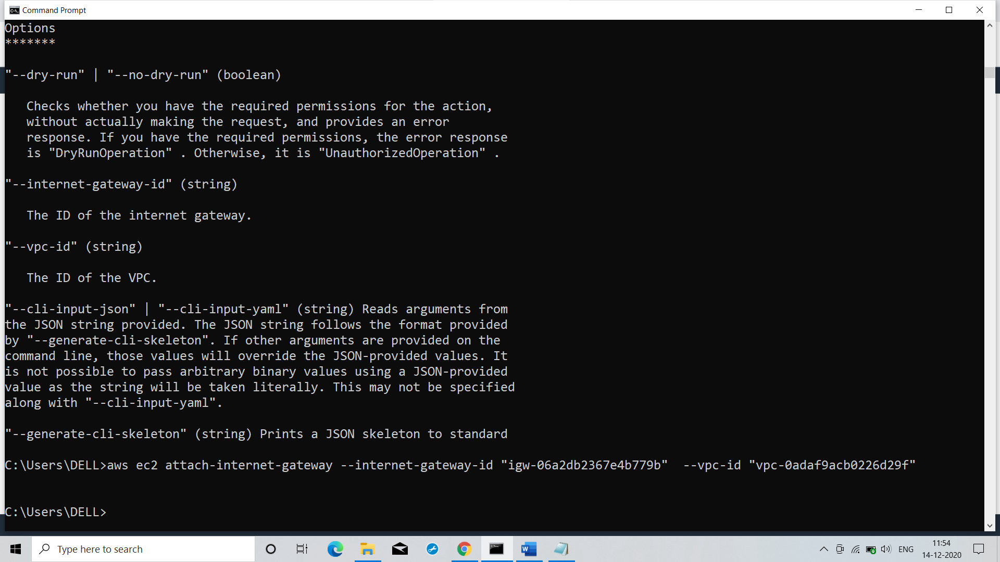 Command Prompt
Options
*******
"--dry-run" | "--no-dry-run" (boolean)
Checks whether you have the required permissions for the action,
without actually making the request, and provides an error
response. If you have the required permissions, the error response
is "DryRunOperation" . Otherwise, it is "UnauthorizedOperation" .
"--internet-gateway-id" (string)
The ID of the internet gateway.
"--vpc-id" (string)
The ID of the VPC.
"--cli-input-json" | "--cli-input-yaml" (string) Reads arguments from
the JSON string provided. The JSON string follows the format provided
by "--generate-cli-skeleton". If other arguments are provided on the
command line, those values will override the JSON-provided values. It
is not possible to pass arbitrary binary values using a JSON-provided
value as the string will be taken literally. This may not be specified
along with "--cli-input-yaml".
"--generate-cli-skeleton" (string) Prints a JSON skeleton to standard
C:\Users\DELL>aws ec2 attach-internet-gateway --internet-gateway-id "igw-06a2db2367e4b779b"  --vpc-id "vpc-0adaf9acb0226d29f"
C:\Users\DELL>
Type here to search
ENG
11:54
14-12-2020